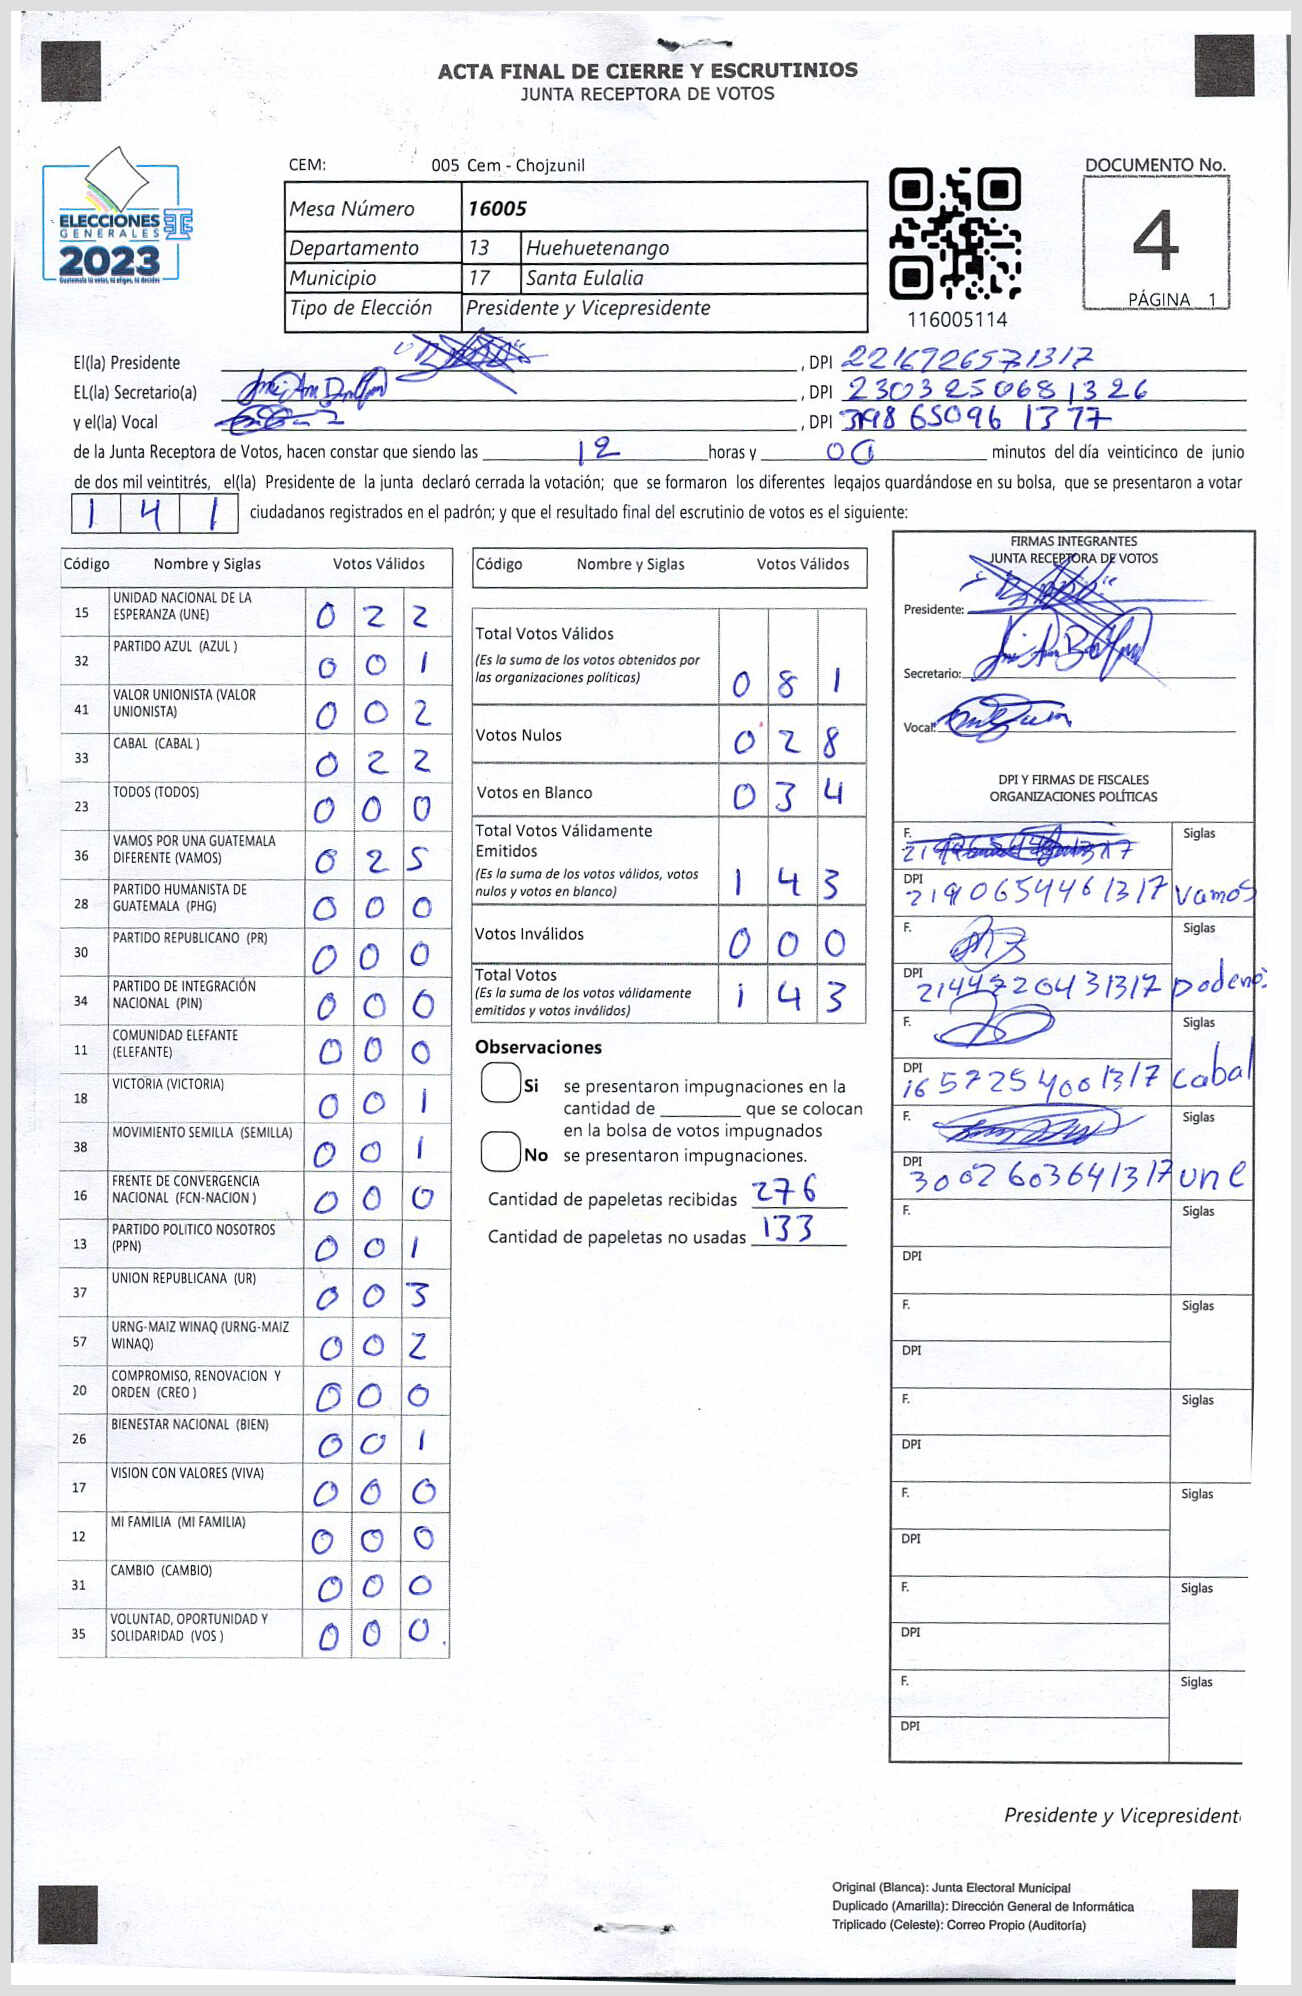 ACTA FINAL DE CIERRE Y ESCRUTINIOS
JUNTA RECEPTORA DE VOTOS
ELECCIONES
GENERALES
2023
Guatemala tú votas, tú eliges, tú decides
CEM: 005 Cem - Chojzunil
Mesa Número 16005
Departamento 13 Huehuetenango
Municipio 17 Santa Eulalia
Tipo de Elección Presidente y Vicepresidente
116005114
DOCUMENTO No.
4
PÁGINA 1
El(la) Presidente , DPI 2216926571317
EL(la) Secretario(a) , DPI 2303250681326
y el(la) Vocal , DPI 65096 1377
de la Junta Receptora de Votos, hacen constar que siendo las 12 horas y 00 minutos del día veinticinco de junio
de dos mil veintitrés, el(la) Presidente de la junta declaró cerrada la votación; que se formaron los diferentes legajos guardándose en su bolsa, que se presentaron a votar
1 4 1 ciudadanos registrados en el padrón; y que el resultado final del escrutinio de votos es el siguiente:
Código Nombre y Siglas Votos Válidos
15 UNIDAD NACIONAL DE LA ESPERANZA (UNE) 0 2 2
32 PARTIDO AZUL (AZUL ) 0 0 1
41 VALOR UNIONISTA (VALOR UNIONISTA) 0 0 2
33 CABAL (CABAL ) 0 2 2
23 TODOS (TODOS) 0 0 0
36 VAMOS POR UNA GUATEMALA DIFERENTE (VAMOS) 0 2 5
28 PARTIDO HUMANISTA DE GUATEMALA (PHG) 0 0 0
30 PARTIDO REPUBLICANO (PR) 0 0 0
34 PARTIDO DE INTEGRACIÓN NACIONAL (PIN) 0 0 0
11 COMUNIDAD ELEFANTE (ELEFANTE) 0 0 0
18 VICTORIA (VICTORIA) 0 0 1
38 MOVIMIENTO SEMILLA (SEMILLA) 0 0 1
16 FRENTE DE CONVERGENCIA NACIONAL (FCN-NACION ) 0 0 0
13 PARTIDO POLITICO NOSOTROS (PPN) 0 0 1
37 UNION REPUBLICANA (UR) 0 0 3
57 URNG-MAIZ WINAQ (URNG-MAIZ WINAQ) 0 0 2
20 COMPROMISO, RENOVACION Y ORDEN (CREO ) 0 0 0
26 BIENESTAR NACIONAL (BIEN) 0 0 1
17 VISION CON VALORES (VIVA) 0 0 0
12 MI FAMILIA (MI FAMILIA) 0 0 0
31 CAMBIO (CAMBIO) 0 0 0
35 VOLUNTAD, OPORTUNIDAD Y SOLIDARIDAD (VOS ) 0 0 0
Código Nombre y Siglas Votos Válidos
Total Votos Válidos
(Es la suma de los votos obtenidos por
las organizaciones políticas) 0 8 1
Votos Nulos 0 2 8
Votos en Blanco 0 3 4
Total Votos Válidamente
Emitidos
(Es la suma de los votos válidos, votos
nulos y votos en blanco) 1 4 3
Votos Inválidos 0 0 0
Total Votos
(Es la suma de los votos válidamente
emitidos y votos inválidos) 1 4 3
Observaciones
Si se presentaron impugnaciones en la
cantidad de ________ que se colocan
en la bolsa de votos impugnados
No se presentaron impugnaciones.
Cantidad de papeletas recibidas 276
Cantidad de papeletas no usadas 133
FIRMAS INTEGRANTES
JUNTA RECEPTORA DE VOTOS
Presidente:
Secretario:
Vocal:
DPI Y FIRMAS DE FISCALES
ORGANIZACIONES POLÍTICAS
F. Siglas
DPI 2191065446 1317 Vamos
F. Siglas
DPI 2144720431317 podemo:
F. Siglas
DPI 1657254001317 Cabal
F. Siglas
DPI 3002603641317 une
F. Siglas
DPI
F. Siglas
DPI
F. Siglas
DPI
F. Siglas
DPI
F. Siglas
DPI
F. Siglas
DPI
Presidente y Vicepresident
Original (Blanca): Junta Electoral Municipal
Duplicado (Amarilla): Dirección General de Informática
Triplicado (Celeste): Correo Propio (Auditoría)